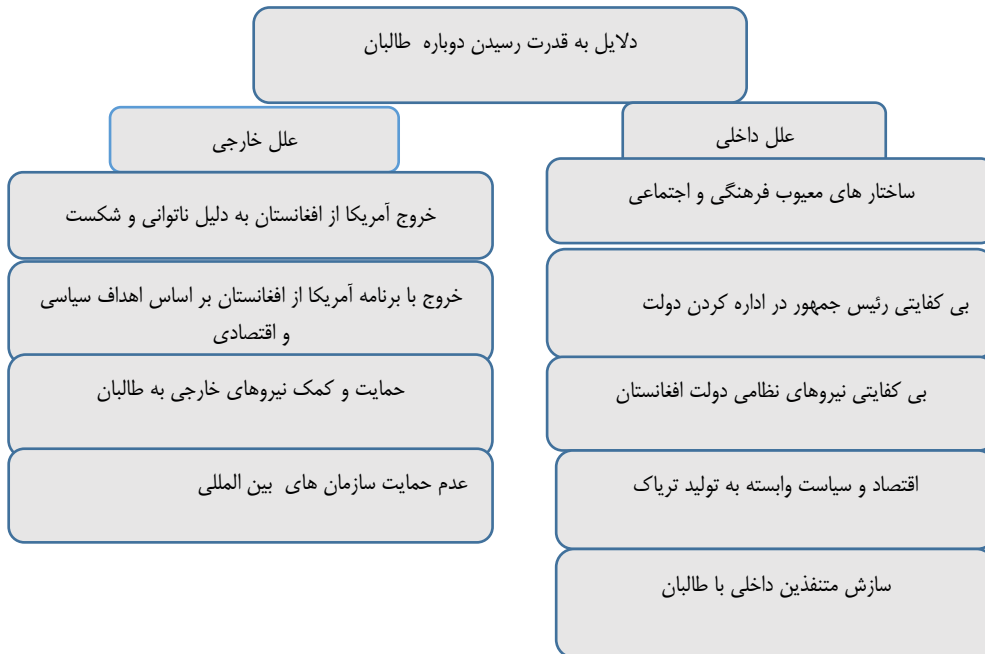 دلایل به قدرت رسیدن دوباره طالبان
علل داخلی
ساختار های معیوب فرهنگی و اجتماعی
بی کفایتی رئیس جمهور در اداره کردن دولت
بی کفایتی نیروهای نظامی دولت افغانستان
اقتصاد و سیاست وابسته به تولید تریاک
سازش متنفذین داخلی با طالبان
علل خارجی
خروج آمریکا از افغانستان به دلیل ناتوانی و شکست
خروج با برنامه آمریکا از افغانستان بر اساس اهداف سیاسی
و اقتصادی
حمایت و کمک نیروهای خارجی به طالبان
عدم حمایت سازمان های بین المللی